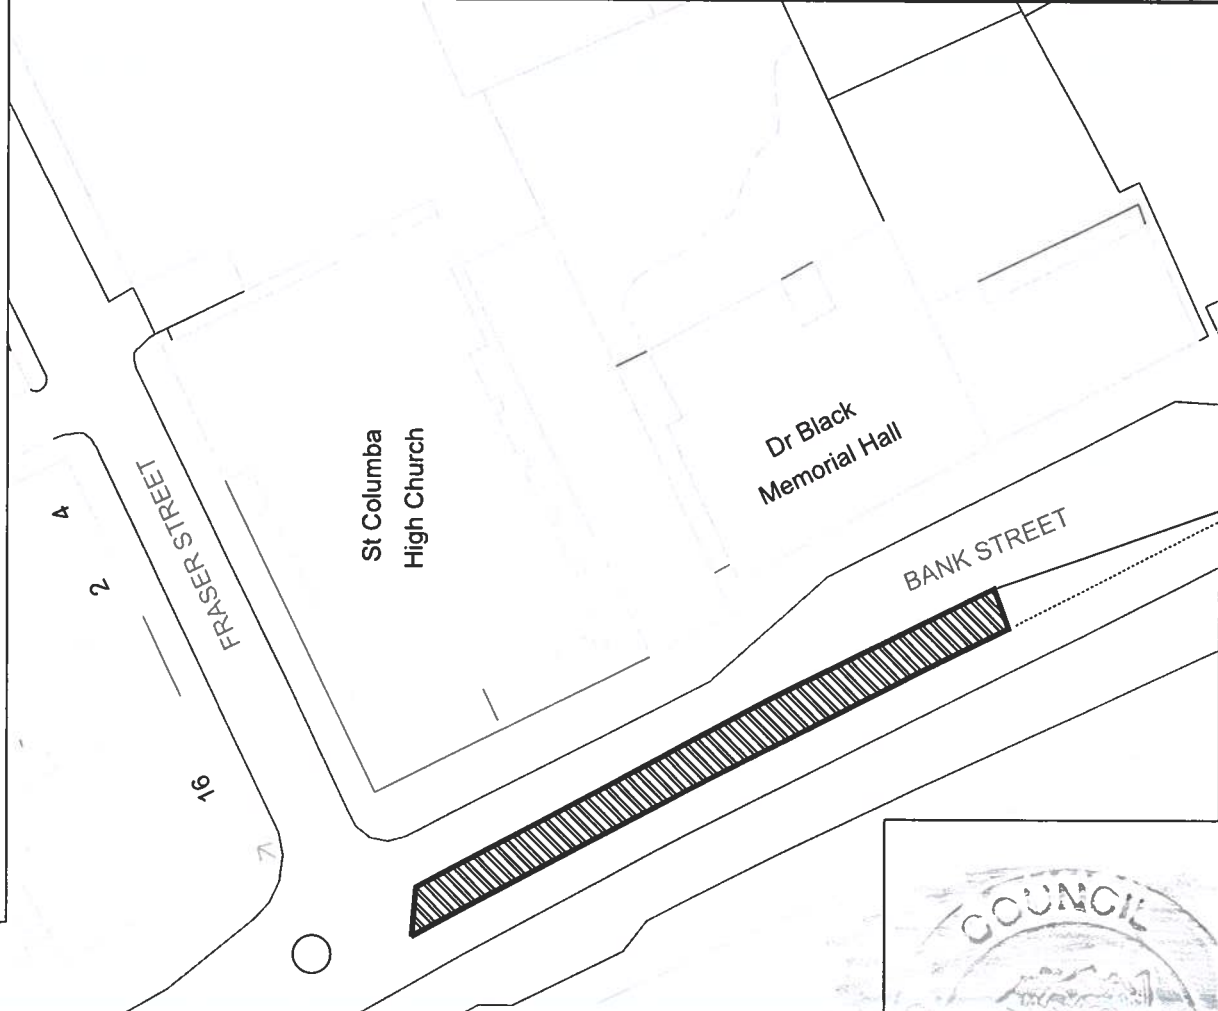 4
2
FRASER STREET
16
St Columba
High Church
Dr Black
Memorial Hall
BANK STREET
COUNCIL